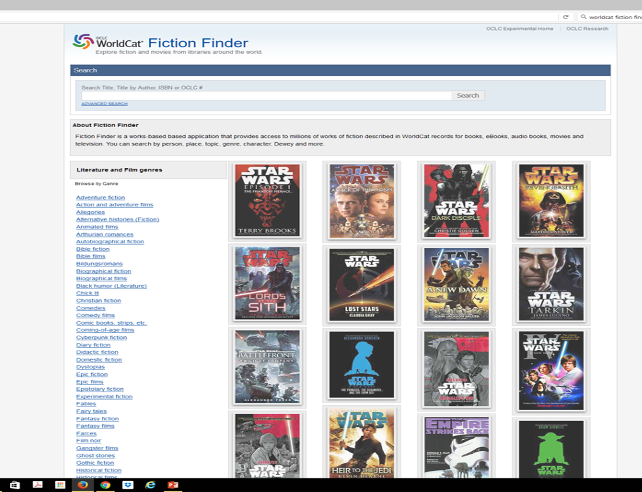 worldcat fiction fin
OCLC Experimental Home OCLC Research
OCLC
WorldCat Fiction Finder
Explore fiction and movies from libraries around the world.
Search
Search Title, Title by Author, ISBN or OCLC #
Search
ADVANCED SEARCH
About Fiction Finder
Fiction Finder is a works-based based application that provides access to millions of works of fiction described in WorldCat records for books, eBooks, audio books, movies and
television. You can search by person, place, topic, genre, character, Dewey and more.
Literature and Film genres
Browse by Genre
Adventure fiction
Action and adventure films
Allegories
Alternative histories (Fiction)
Animated films
Arthurian romances
Autobiographical fiction
Bible fiction
Bible films
Bildungsromans
Biographical fiction
Biographical films
Black humor (Literature)
Chick lit
Christian fiction
Comedies
Comedy films
Comic books, strips, etc.
Coming-of-age films
Cyberpunk fiction
Diary fiction
Didactic fiction
Domestic fiction
Dystopias
Epic fiction
Epic films
Epistolary fiction
Experimental fiction
Fables
Fairy tales
Fantasy fiction
Fantasy films
Farces
Film noir
Gangster films
Ghost stories
Gothic fiction
Historical fiction
Historical films
STAR WARS
EPISODE I
THE PHANTOM MENACE
TERRY BROOKS
STAR WARS
STAR WARS
DARK DISCIPLE
CHRISTIE GOLDEN
STAR WARS
REVENGE OF THE SITH
STAR WARS
LORDS
OF THE
SITH
STAR WARS
LOST STARS
CLAUDIA GRAY
STAR WARS
A NEW DAWN
STAR WARS
TARKIN
JAMES LUCENO
BATTLEFRONT
STAR WARS
STAR WARS
STAR WARS
IV
STAR WARS
STAR WARS
HEIR TO THE JEDI
EMPIRE
STRIKES BACK
STAR WARS